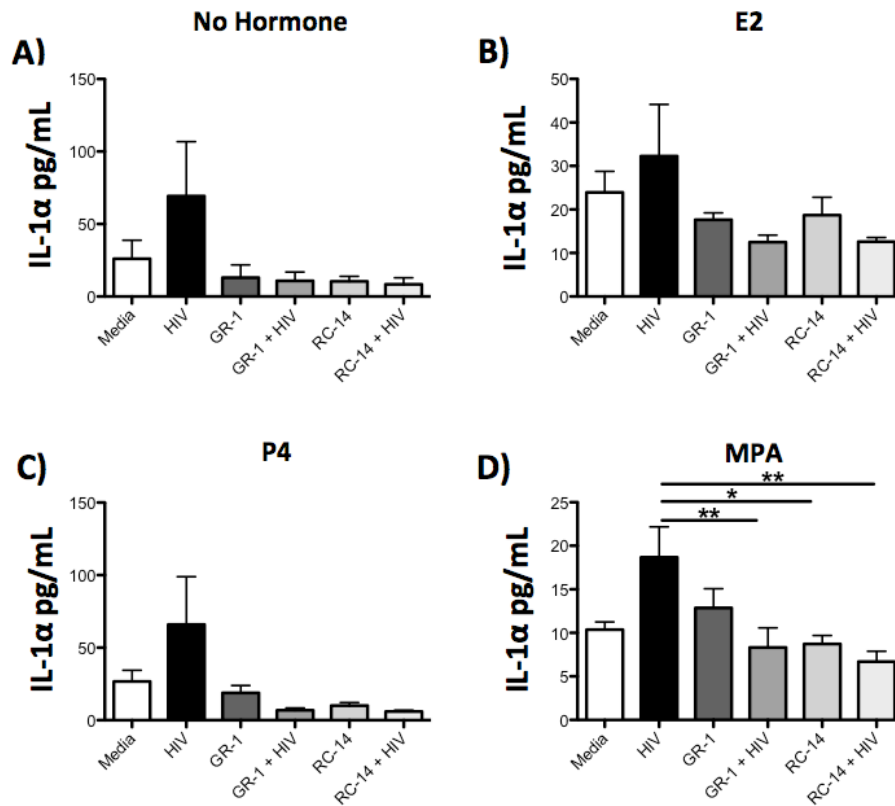 No Hormone
A)
IL-1α pg/mL
150
100
50
0
Media
HIV
GR-1
GR-1 + HIV
RC-14
RC-14 + HIV
E2
B)
IL-1α pg/mL
50
40
30
20
10
0
Media
HIV
GR-1
GR-1 + HIV
RC-14
RC-14 + HIV
P4
C)
IL-1α pg/mL
150
100
50
0
Media
HIV
GR-1
GR-1 + HIV
RC-14
RC-14 + HIV
MPA
D)
**
*
**
IL-1α pg/mL
25
20
15
10
5
0
Media
HIV
GR-1
GR-1 + HIV
RC-14
RC-14 + HIV